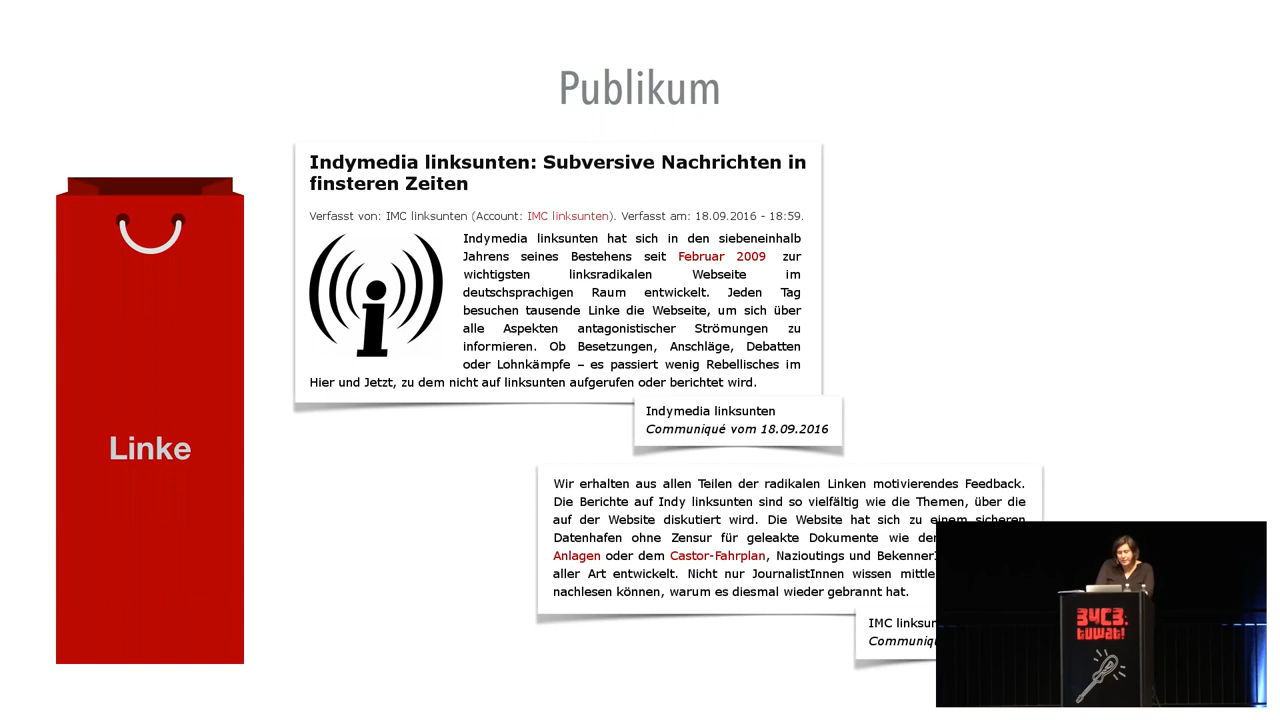 Publikum
Indymedia linksunten: Subversive Nachrichten in
finsteren Zeiten
Verfasst von: IMC linksunten (Account: IMC linksunten). Verfasst am: 18.09.2016 - 18:59.
Indymedia linksunten hat sich in den siebeneinhalb
Jahrens seines Bestehens seit Februar 2009 zur
wichtigsten linksradikalen Webseite im
deutschsprachigen Raum entwickelt. Jeden Tag
besuchen tausende Linke die Webseite, um sich über
alle Aspekten antagonistischer Strömungen zu
informieren. Ob Besetzungen, Anschläge, Debatten
oder Lohnkämpfe – es passiert wenig Rebellisches im
Hier und Jetzt, zu dem nicht auf linksunten aufgerufen oder berichtet wird.
Indymedia linksunten
Communiqué vom 18.09.2016
Linke
Wir erhalten aus allen Teilen der radikalen Linken motivierendes Feedback.
Die Berichte auf Indy linksunten sind so vielfältig wie die Themen, über die
auf der Website diskutiert wird. Die Website hat sich zu einem sicheren
Datenhafen ohne Zensur für geleakte Dokumente wie
Anlagen oder dem Castor-Fahrplan, Nazioutings und
aller Art entwickelt. Nicht nur JournalistInnen wissen
nachlesen können, warum es diesmal wieder gebrannt hat.
IMC
34C3.
tuwat!